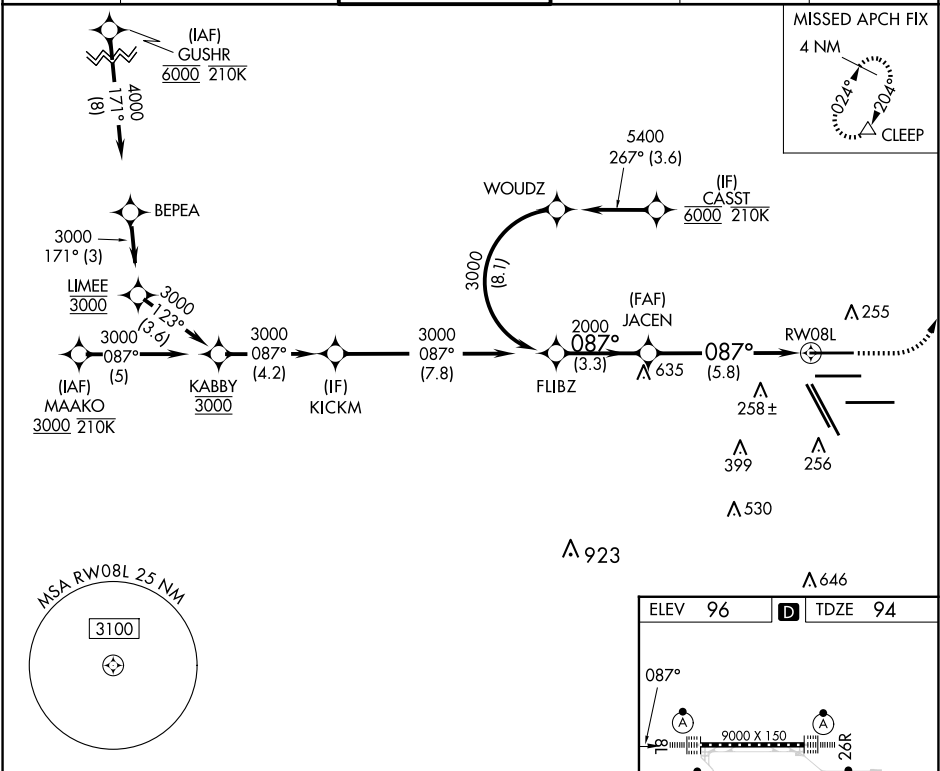 MISSED APCH FIX
4 NM
024°
204°
CLEEP
(IAF)
GUSHR
6000 210K
4000
171°
(8)
BEPEA
3000
171° (3)
LIMEE
3000
3000
123°
(3.6)
5400
267° (3.6)
WOUDZ
(IF)
CASST
6000 210K
3000
(8.1)
(FAF)
JACEN
255
RW08L
3000
087°
(5)
3000
087°
(4.2)
3000
087°
(7.8)
2000
087°
(3.3)
087°
(5.8)
635
(IAF)
MAAKO
3000 210K
KABBY
3000
(IF)
KICKM
FLIBZ
258±
399
256
530
923
646
MSA RW08L 25 NM
3100
ELEV 96
D
TDZE 94
087°
A
A
9000 X 150
8L
26R